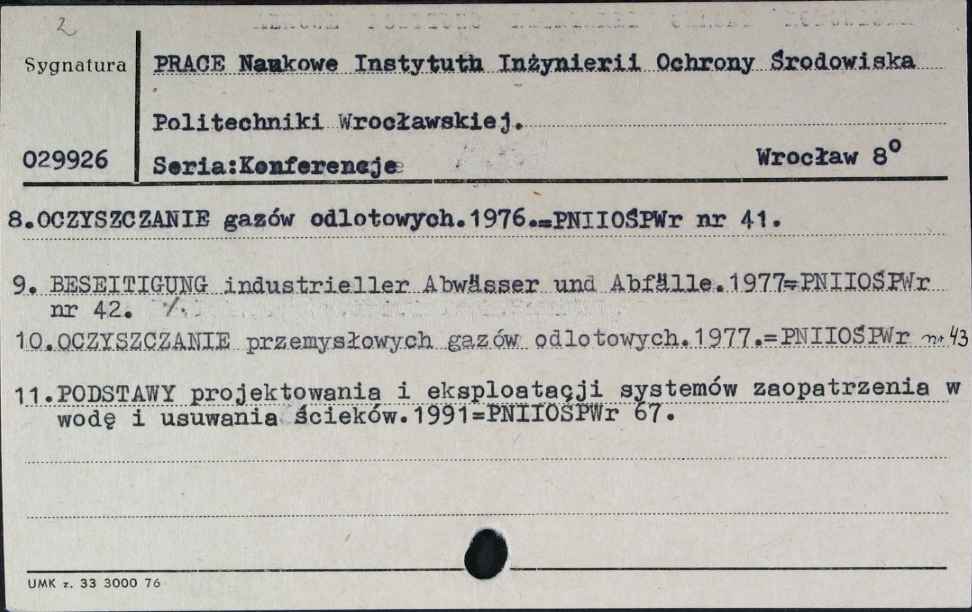 2
Sygnatura
PRACE Naukowe Instytuth Inżynierii Ochrony Środowiska
Politechniki Wrocławskiej.
029926
Seria:Konferencje
Wrocław 8º
8.OCZYSZCZANIE gazów odlotowych.1976.=PNIIOŚPWr nr 41.
9. BESEITIGUNG industrieller Abwässer und Abfälle.1977=PNIIOŚPWr
nr 42. ⁒
10.OCZYSZCZANIE przemysłowych gazów odlotowych.1977.=PNIIOŚPWr nr 43
11.PODSTAWY projektowania i eksploatacji systemów zaopatrzenia w
wodę i usuwania ścieków.1991=PNIIOŚPWr 67.
UMK z. 33 3000 76